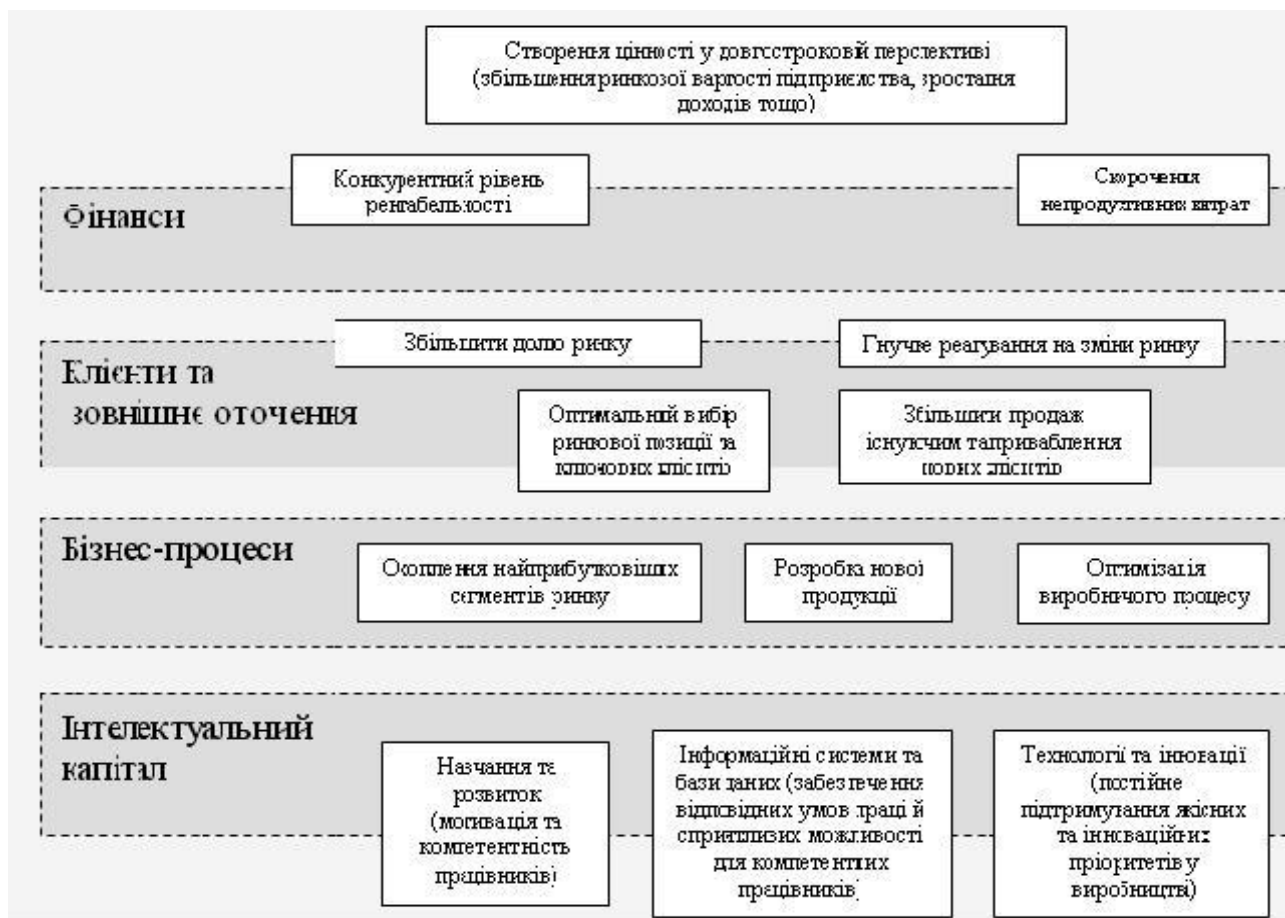 Створення цінності у довгостроковій перспективі
(збільшення ринкової вартості підприємства, зростання
доходів тощо)
Конкурентний рівень
рентабельності
Скорочення
непродуктивних витрат
Фінанси
Збільшити долю ринку
Гнучке реагування на зміни ринку
Клієнти та
зовнішнє оточення
Оптимальний вибір
ринкової позиції та
ключових клієнтів
Збільшити продаж
існуючим та приваблення
нових клієнтів
Бізнес-процеси
Охоплення найприбутковіших
сегментів ринку
Розробка нової
продукції
Оптимізація
виробничого процесу
Інтелектуальний
капітал
Навчання та
розвиток
(мотивація та
компетентність
працівників)
Інформаційні системи та
бази даних (забезпечення
відповідних умов праці й
сприятливих можливості
для компетентних
працівників)
Технології та інновації
(постійне
підтримування якісних
та інноваційних
пріоритетів у
виробництві)